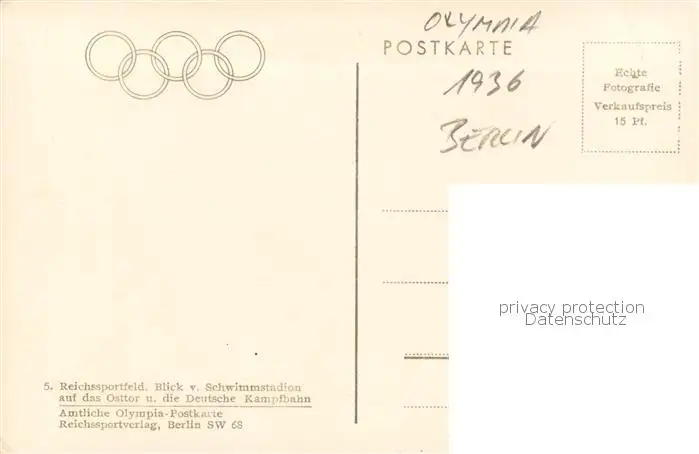 OLYMPIA
POSTKARTE
1936
BERLIN
Echte
Fotografie
Verkaufspreis
15 Pf.
privacy protection
Datenschutz
5. Reichssportfeld. Blick v. Schwimmstadion
auf das Osttor u. die Deutsche Kampfbahn
Amtliche Olympia-Postkarte
Reichssportverlag, Berlin SW 68